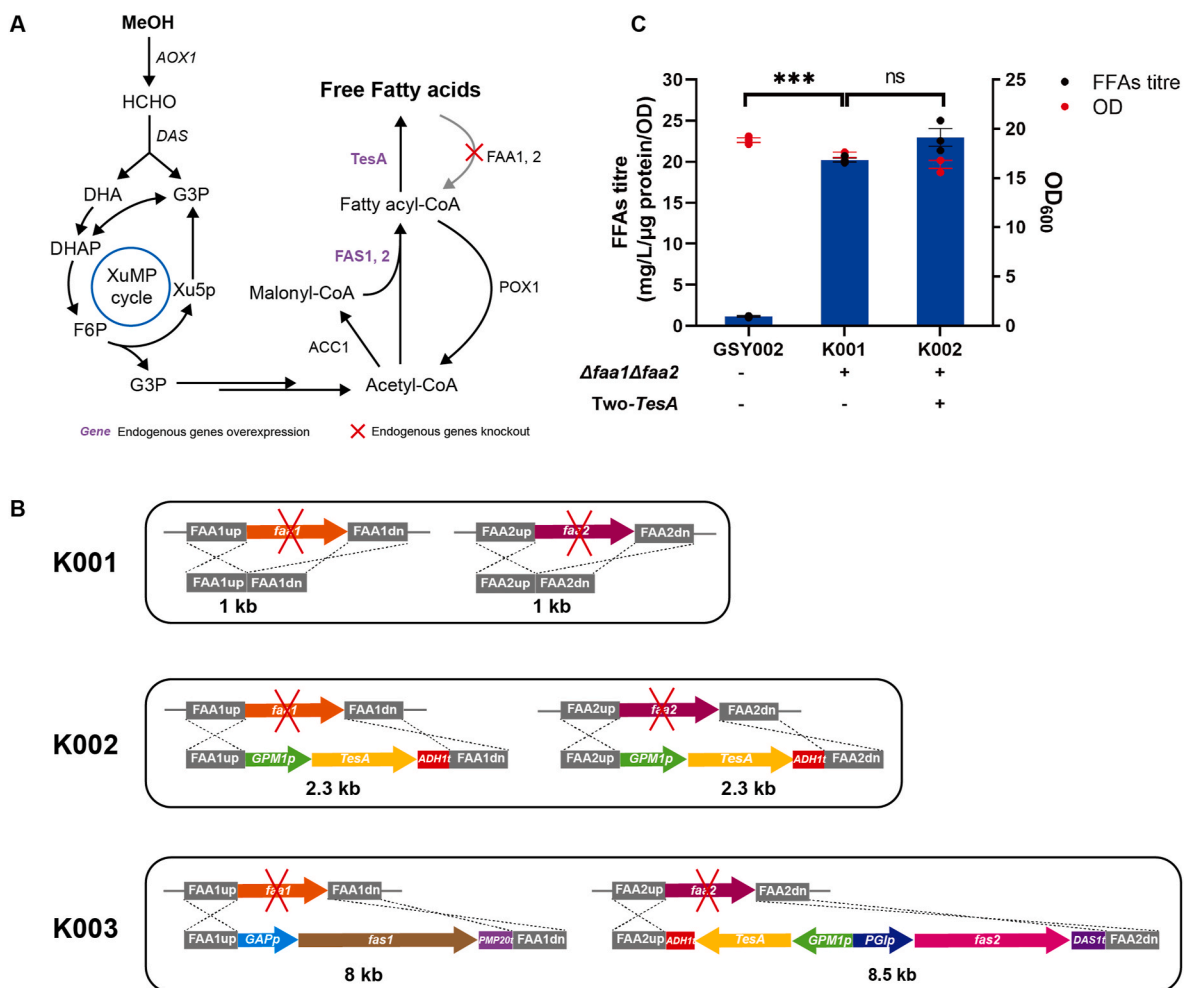 A
MeOH
AOX1
HCHO
DAS
DHA
G3P
DHAP
XuMP
cycle
Xu5p
F6P
G3P
Free Fatty acids
TesA
FAA1, 2
Fatty acyl-CoA
FAS1, 2
Malonyl-CoA
POX1
ACC1
Acetyl-CoA
Gene Endogenous genes overexpression
Endogenous genes knockout
C
*** ns
FFAs titre
OD
FFAs titre
(mg/L/μg protein/OD)
30
25
20
15
10
5
0
25
20
15
10
5
0
OD600
GSY002 K001 K002
Δfaa1Δfaa2 - + +
Two-TesA - - +
B
K001
FAA1up faa1 FAA1dn
FAA1up FAA1dn
1 kb
FAA2up faa2 FAA2dn
FAA2up FAA2dn
1 kb
K002
FAA1up faa1 FAA1dn
FAA1up GPM1p TesA ADH1t FAA1dn
2.3 kb
FAA2up faa2 FAA2dn
FAA2up GPM1p TesA ADH1t FAA2dn
2.3 kb
K003
FAA1up faa1 FAA1dn
FAA1up GAPp fas1 PMP20t FAA1dn
8 kb
FAA2up faa2 FAA2dn
FAA2up ADH1t TesA GPM1p PGIp fas2 DAS1t FAA2dn
8.5 kb